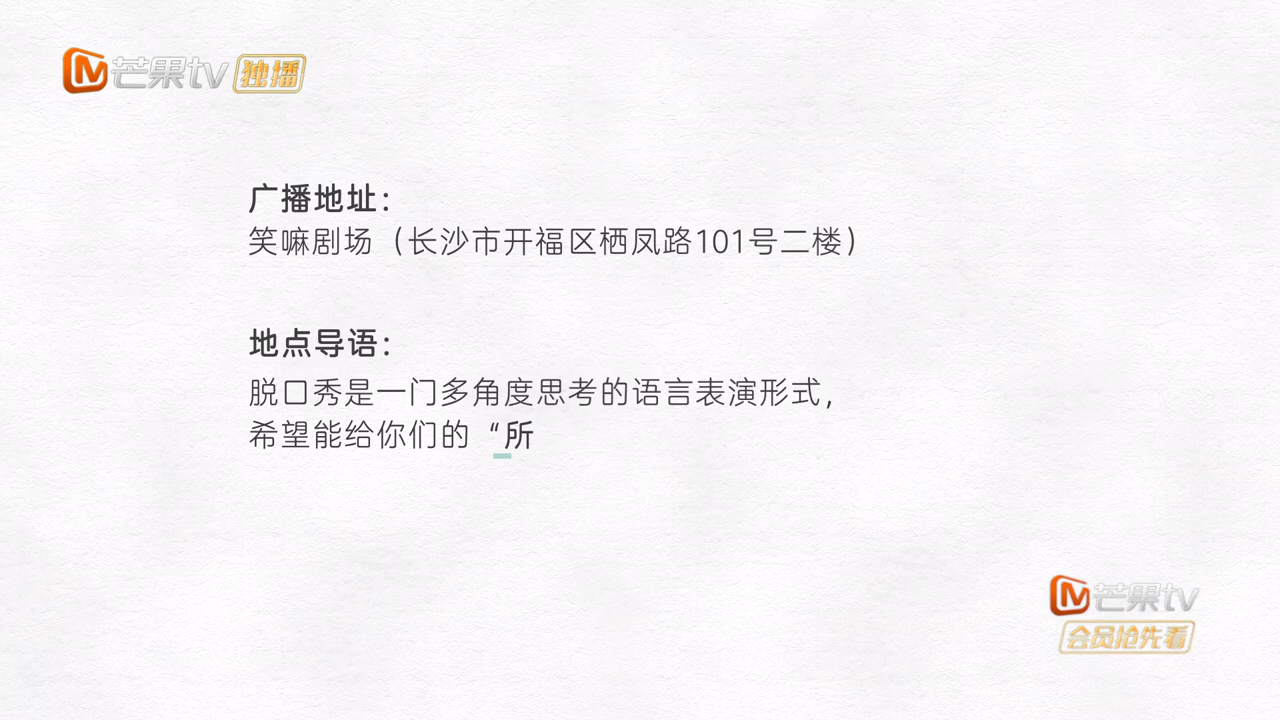 芒果tv 独播
广播地址：
笑嘛剧场（长沙市开福区栖凤路101号二楼）
地点导语：
脱口秀是一门多角度思考的语言表演形式，
希望能给你们的“所
芒果tv
会员抢先看